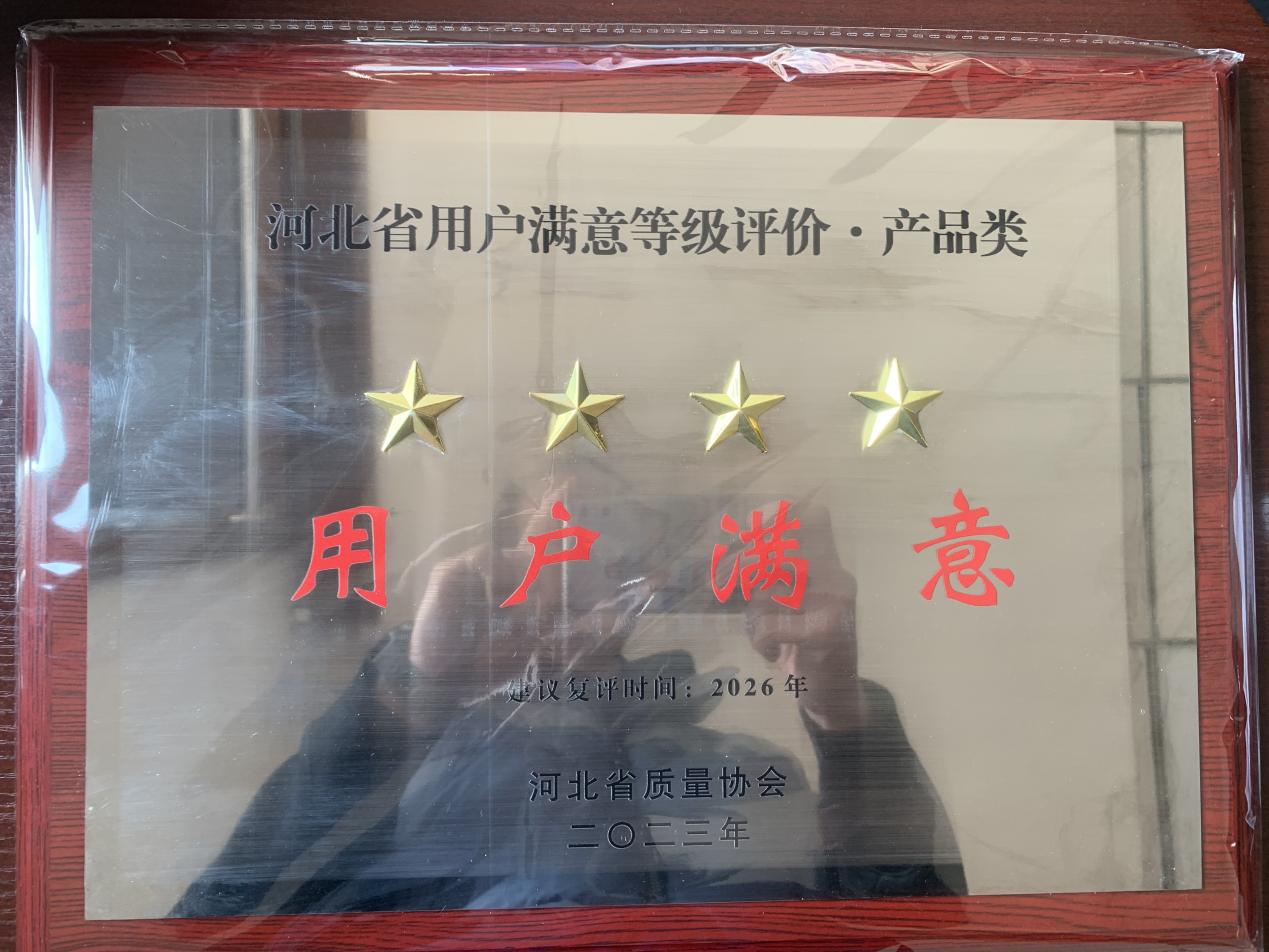 河北省用户满意等级评价·产品类
用户满意
建议复评时间：2026年
河北省质量协会
二〇二三年